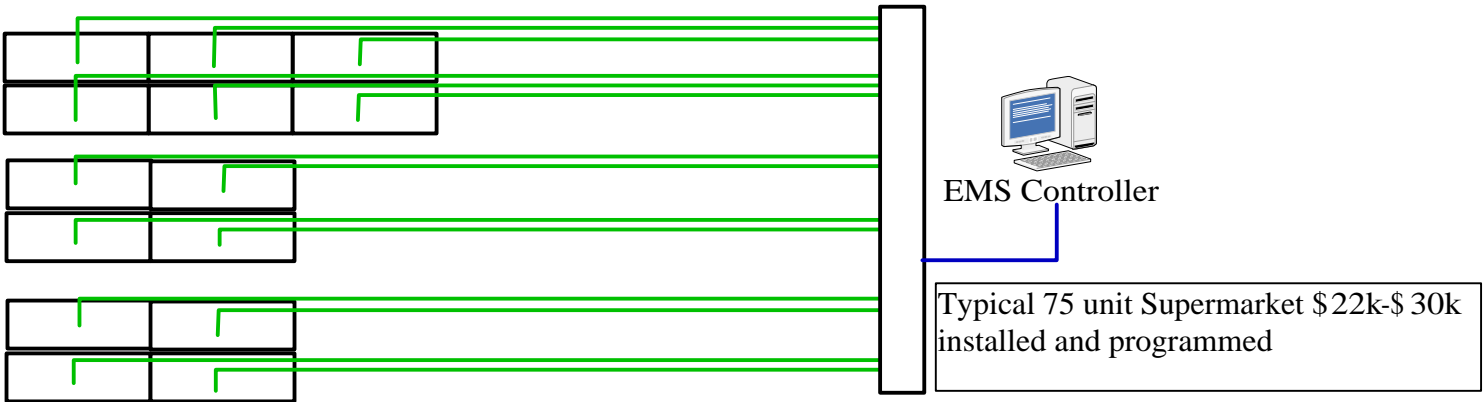 EMS Controller
Typical 75 unit Supermarket $22k-$30k
installed and programmed